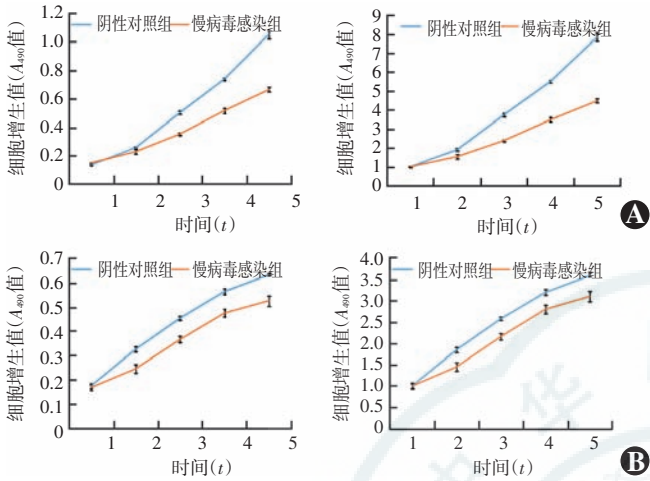 细胞增生值(A490值)
1.2
1.0
0.8
0.6
0.4
0.2
0
阴性对照组 慢病毒感染组
1 2 3 4 5
时间(t)
细胞增生值(A490值)
9
8
7
6
5
4
3
2
1
0
阴性对照组 慢病毒感染组
1 2 3 4 5
时间(t)
A
细胞增生值(A490值)
0.7
0.6
0.5
0.4
0.3
0.2
0.1
0
阴性对照组 慢病毒感染组
1 2 3 4 5
时间(t)
细胞增生值(A490值)
4.0
3.5
3.0
2.5
2.0
1.5
1.0
0.5
0
阴性对照组 慢病毒感染组
1 2 3 4 5
时间(t)
B
中华